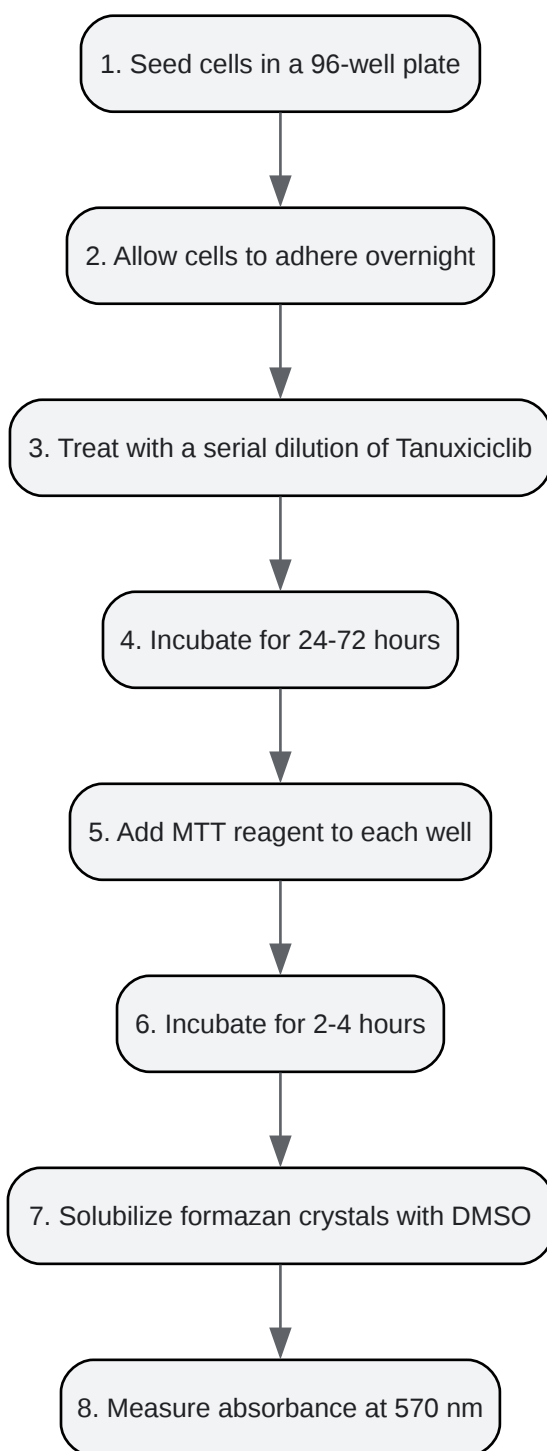 1. Seed cells in a 96-well plate
2. Allow cells to adhere overnight
3. Treat with a serial dilution of Tanuxiciclib
4. Incubate for 24-72 hours
5. Add MTT reagent to each well
6. Incubate for 2-4 hours
7. Solubilize formazan crystals with DMSO
8. Measure absorbance at 570 nm